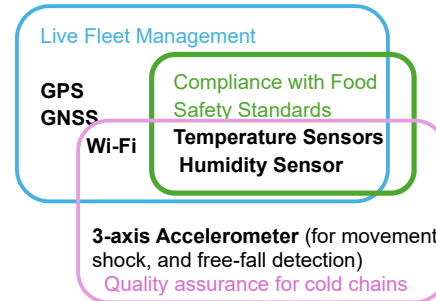 Live Fleet Management
Compliance with Food
Safety Standards
GPS
GNSS
Wi-Fi
Temperature Sensors
Humidity Sensor
3-axis Accelerometer (for movement
shock, and free-fall detection)
Quality assurance for cold chains